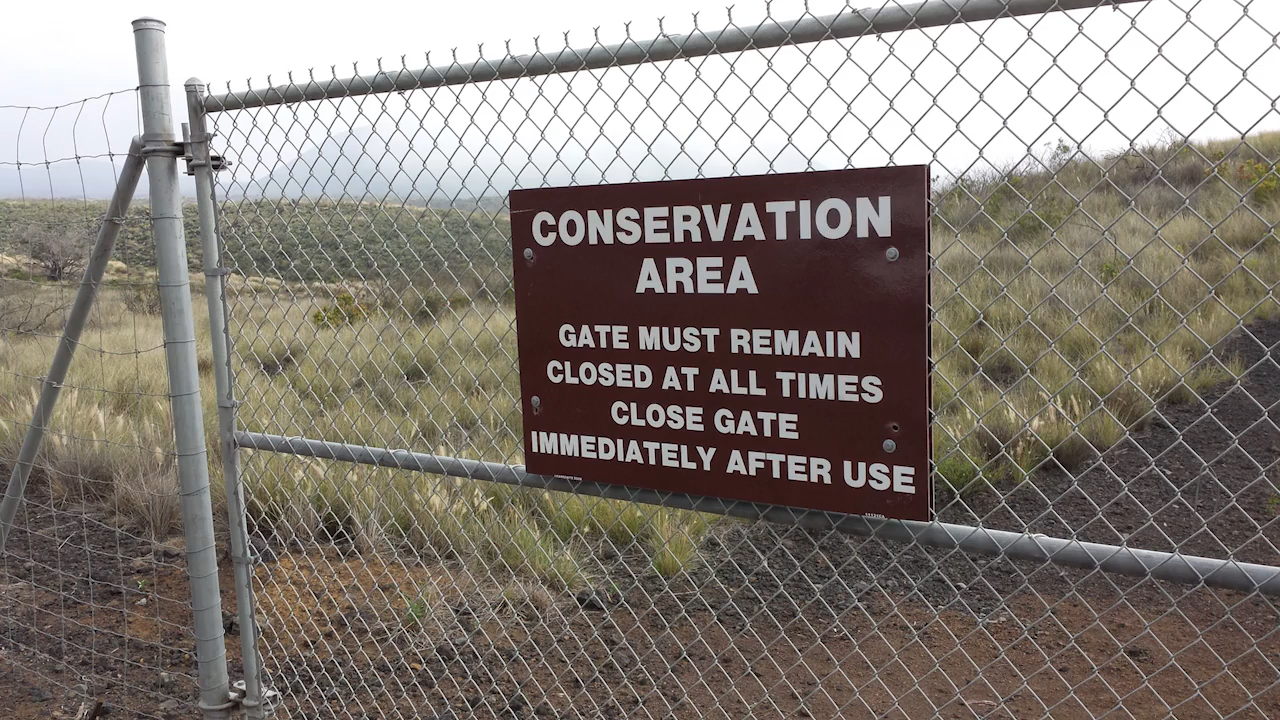 CONSERVATION
AREA
GATE MUST REMAIN
CLOSED AT ALL TIMES
CLOSE GATE
IMMEDIATELY AFTER USE